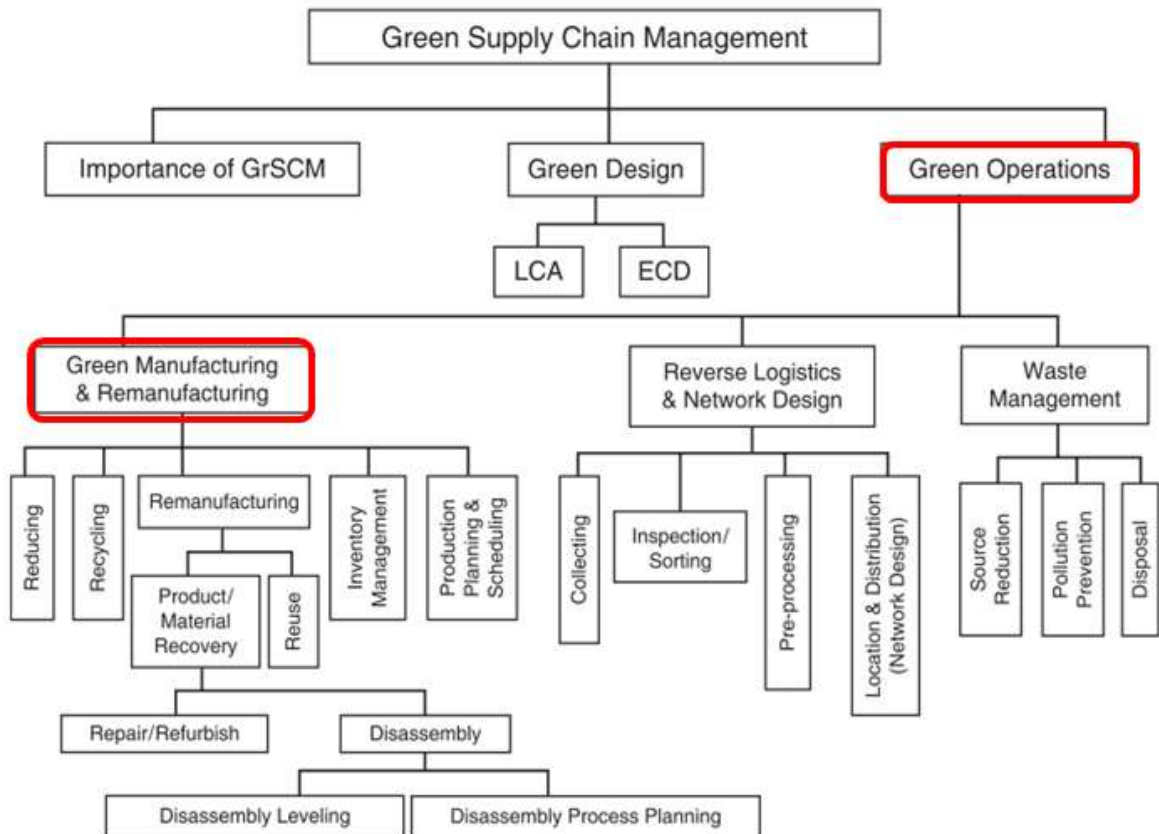 Green Supply Chain Management
Importance of GrSCM
Green Design
Green Operations
LCA
ECD
Green Manufacturing
& Remanufacturing
Reverse Logistics
& Network Design
Waste
Management
Reducing
Recycling
Remanufacturing
Inventory
Management
Production
Planning &
Scheduling
Collecting
Inspection/
Sorting
Pre-processing
Location & Distribution
(Network Design)
Source
Reduction
Pollution
Prevention
Disposal
Product/
Material
Recovery
Reuse
Repair/Refurbish
Disassembly
Disassembly Leveling
Disassembly Process Planning